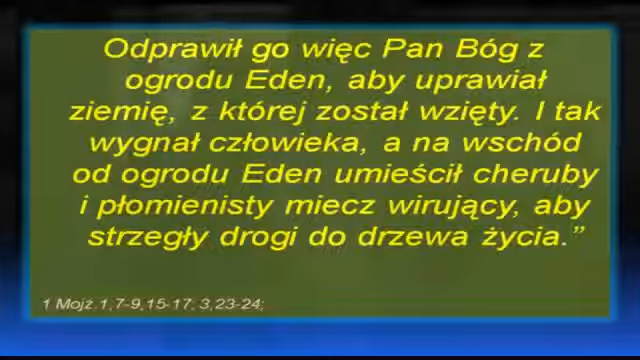 Odprawił go więc Pan Bóg z
ogrodu Eden, aby uprawiał
ziemię, z której został wzięty. I tak
wygnał człowieka, a na wschód
od ogrodu Eden umieścił cheruby
i płomienisty miecz wirujący, aby
strzegły drogi do drzewa życia.”
1 Mojż.1,7-9,15-17, 3,23-24;